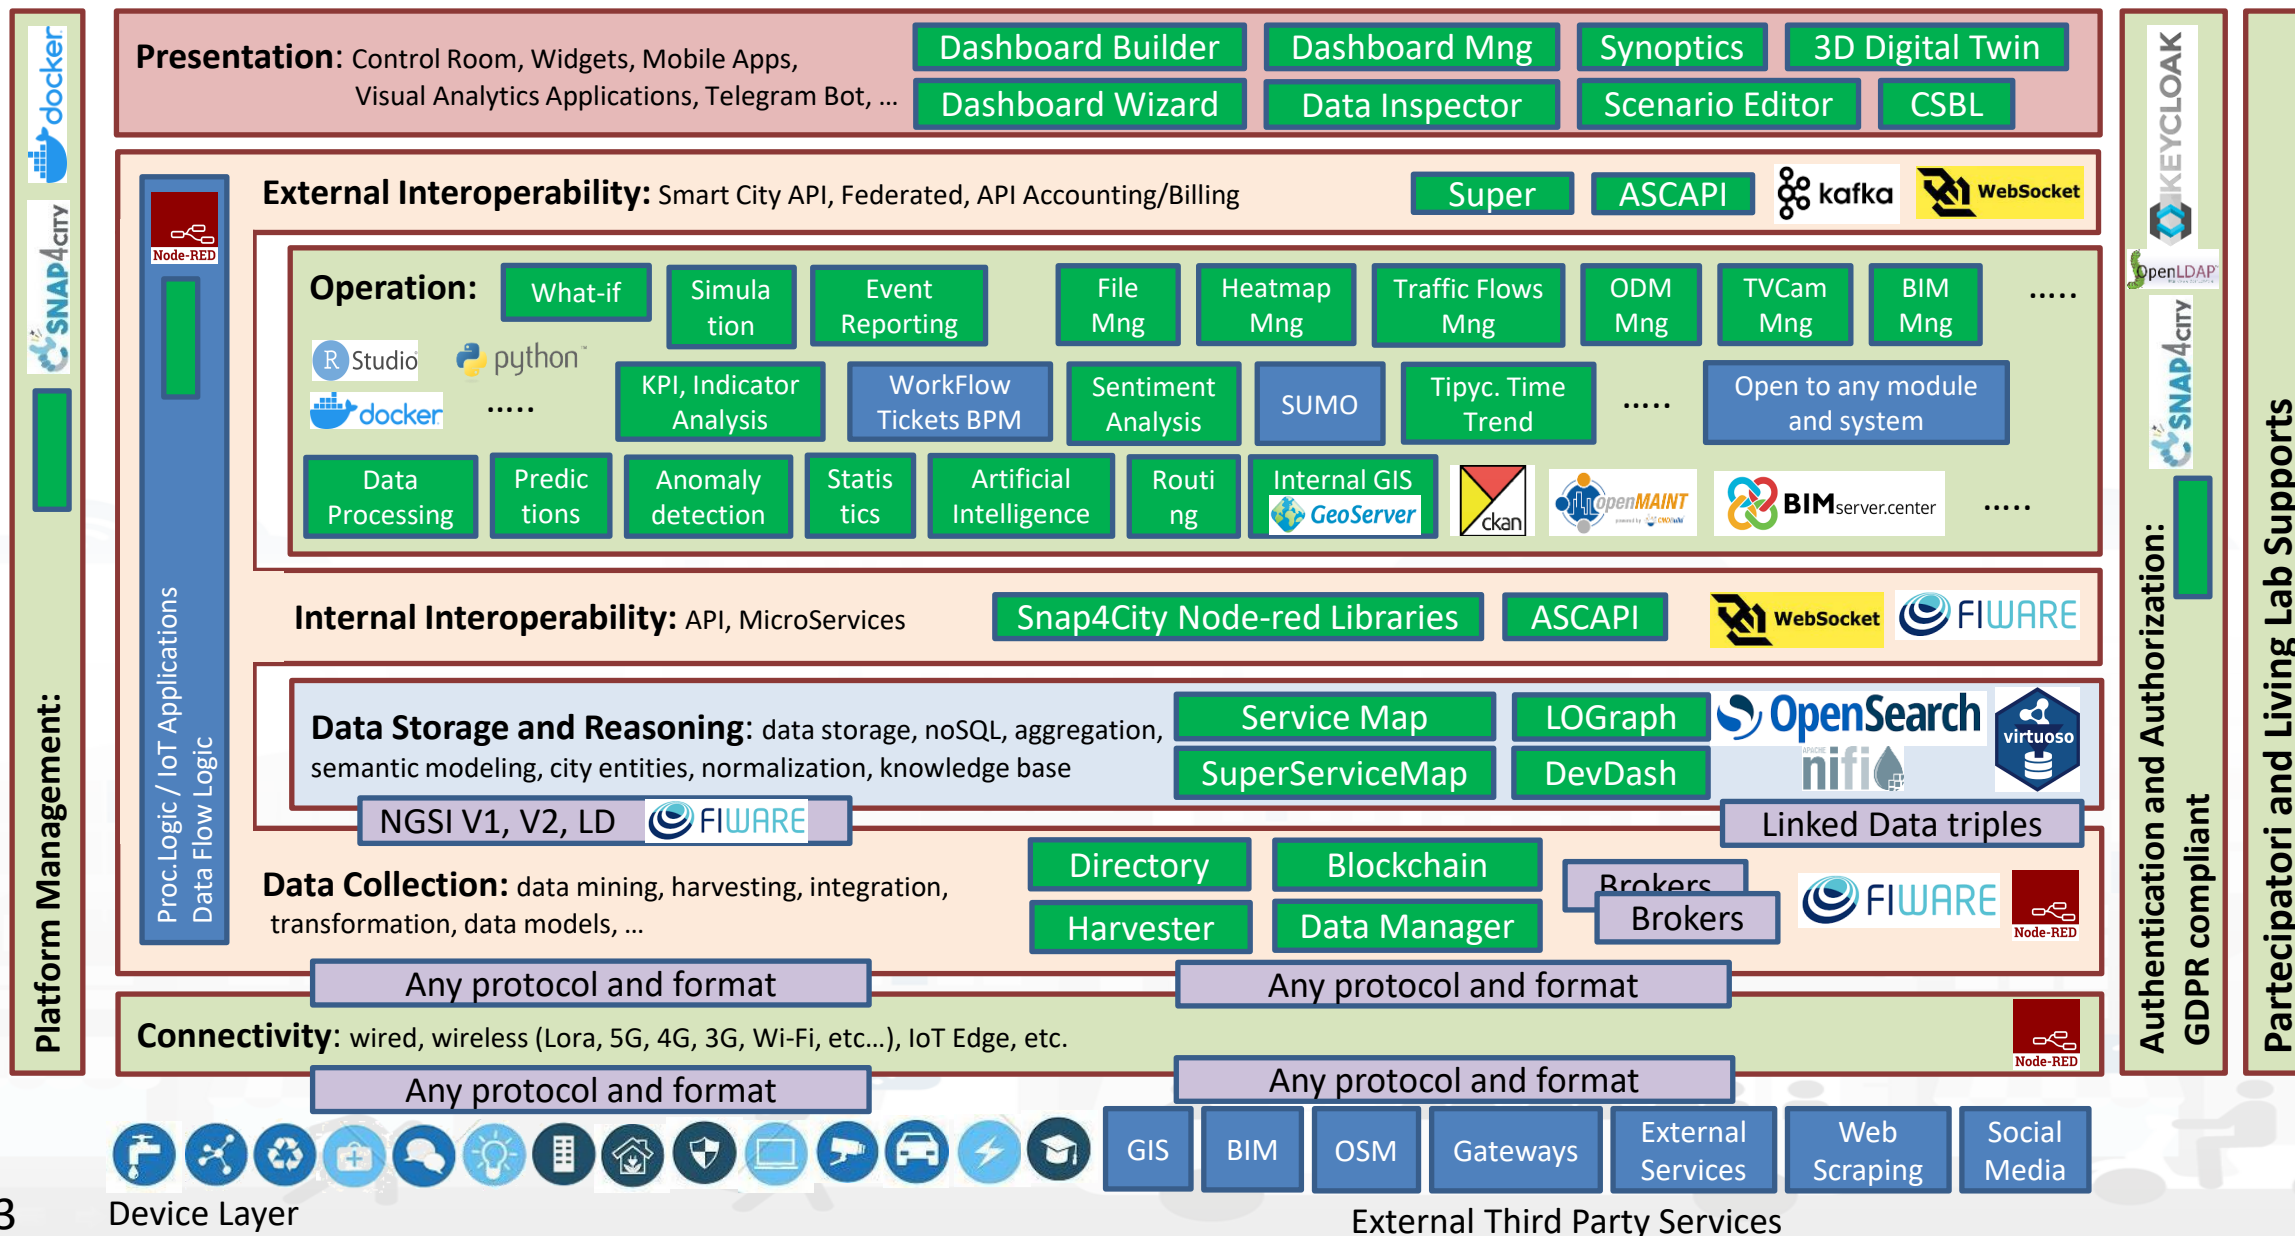 docker
SNAP4CITY
Platform Management:
Presentation: Control Room, Widgets, Mobile Apps,
Visual Analytics Applications, Telegram Bot, ...
Dashboard Builder
Dashboard Mng
Synoptics
3D Digital Twin
Dashboard Wizard
Data Inspector
Scenario Editor
CSBL
Node-RED
Proc.Logic / IoT Applications
Data Flow Logic
External Interoperability: Smart City API, Federated, API Accounting/Billing
Super
ASCAPI
kafka
WebSocket
Operation:
What-if
Simula
tion
Event
Reporting
File
Mng
Heatmap
Mng
Traffic Flows
Mng
ODM
Mng
TVCam
Mng
BIM
Mng
.....
R Studio
python
docker
.....
KPI, Indicator
Analysis
WorkFlow
Tickets BPM
Sentiment
Analysis
SUMO
Tipyc. Time
Trend
.....
Open to any module
and system
Data
Processing
Predic
tions
Anomaly
detection
Statis
tics
Artificial
Intelligence
Routi
ng
Internal GIS
GeoServer
ckan
openMAINT
BIMserver.center
.....
Internal Interoperability: API, MicroServices
Snap4City Node-red Libraries
ASCAPI
WebSocket
FIWARE
Data Storage and Reasoning: data storage, noSQL, aggregation,
semantic modeling, city entities, normalization, knowledge base
Service Map
LOGraph
OpenSearch
virtuoso
SuperServiceMap
DevDash
APACHE
nifi
NGSI V1, V2, LD
FIWARE
Linked Data triples
Data Collection: data mining, harvesting, integration,
transformation, data models, ...
Directory
Blockchain
Brokers
Harvester
Data Manager
Brokers
FIWARE
Node-RED
Any protocol and format
Any protocol and format
Connectivity: wired, wireless (Lora, 5G, 4G, 3G, Wi-Fi, etc...), IoT Edge, etc.
Node-RED
Any protocol and format
Any protocol and format
GIS
BIM
OSM
Gateways
External
Services
Web
Scraping
Social
Media
3
Device Layer
External Third Party Services
KEYCLOAK
OpenLDAP
SNAP4CITY
Authentication and Authorization:
GDPR compliant
Partecipatori and Living Lab Supports